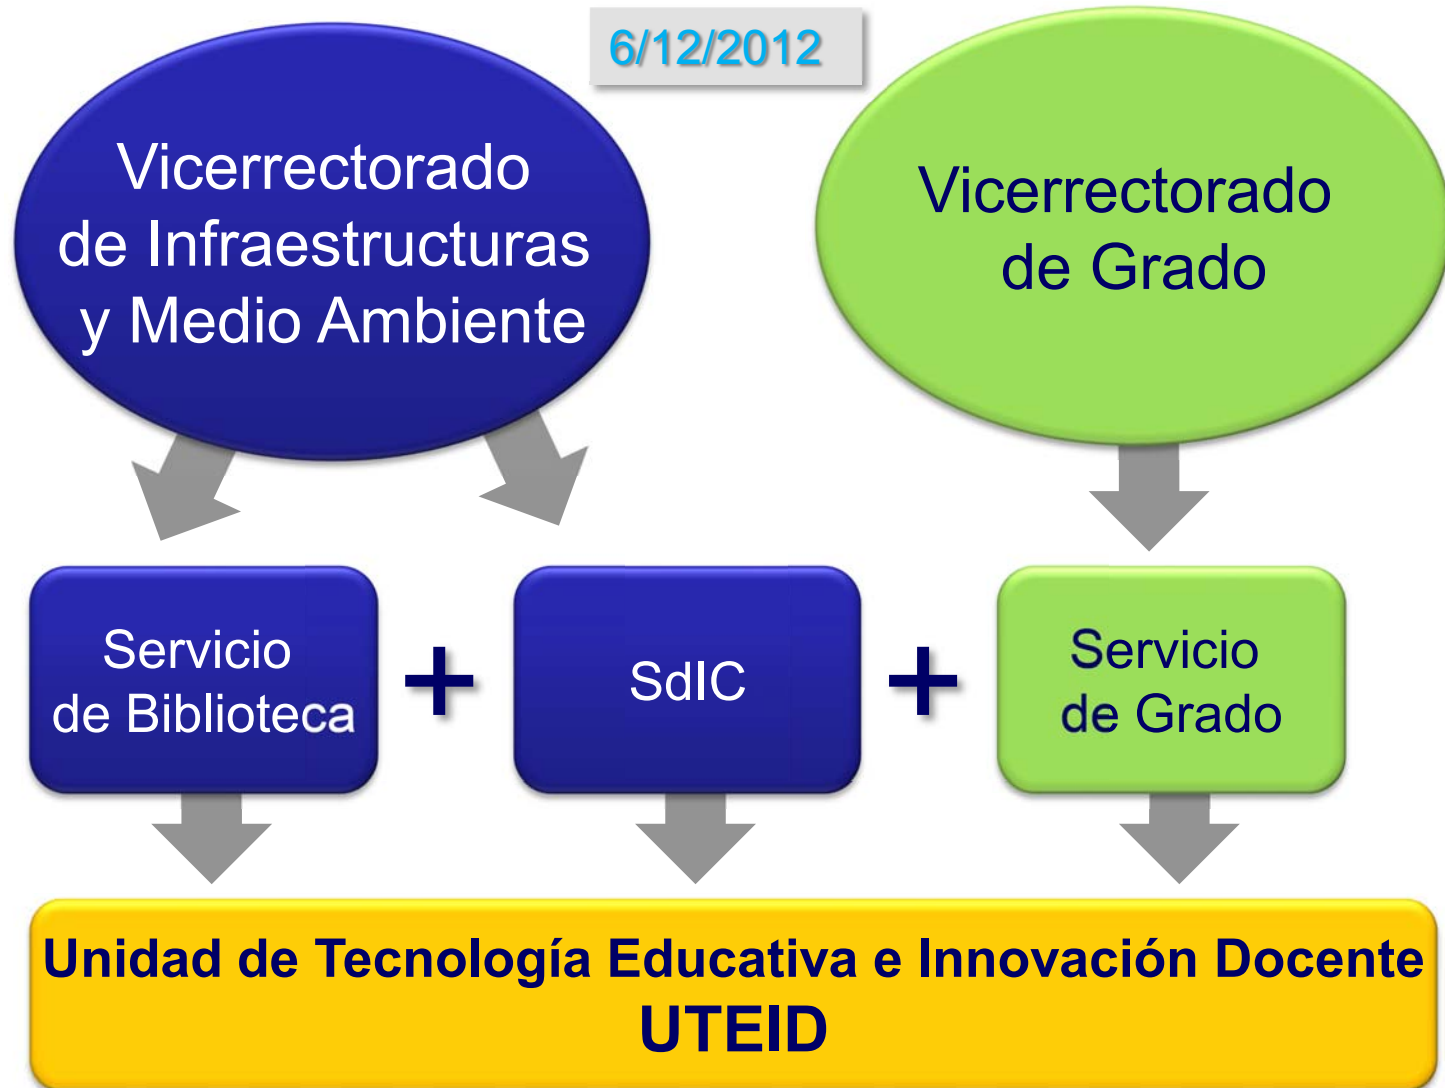 6/12/2012
Vicerrectorado
de Infraestructuras
y Medio Ambiente
Vicerrectorado
de Grado
Servicio
de Biblioteca
+
SdIC
+
Servicio
de Grado
Unidad de Tecnología Educativa e Innovación Docente
UTEID